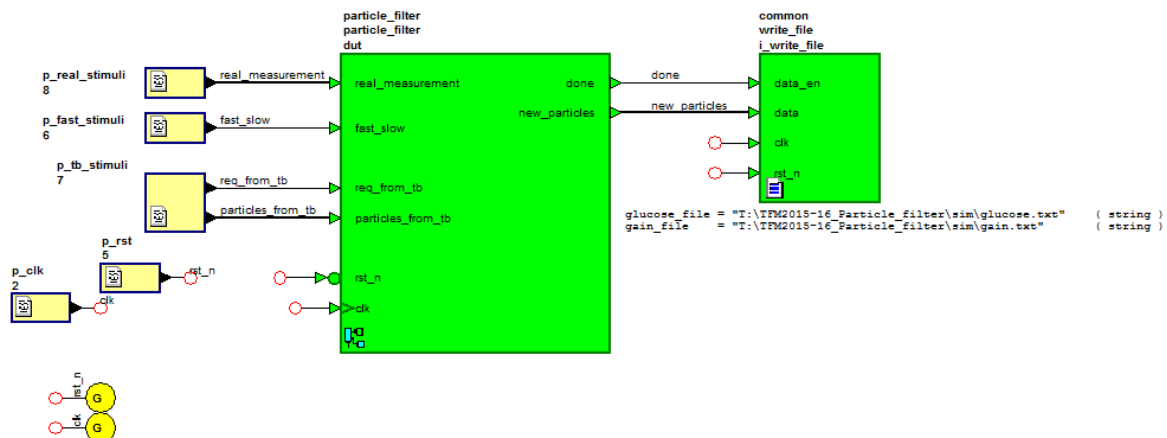 particle_filter
particle_filter
dut
common
write_file
i_write_file
p_real_stimuli
8
real_measurement
real_measurement
done
done
data_en
new_particles
new_particles
data
p_fast_stimuli
6
fast_slow
fast_slow
clk
p_tb_stimuli
7
req_from_tb
req_from_tb
rst_n
particles_from_tb
particles_from_tb
glucose_file = "T:\TFM2015-16_Particle_filter\sim\glucose.txt" ( string )
gain_file = "T:\TFM2015-16_Particle_filter\sim\gain.txt" ( string )
p_rst
5
rst_n
rst_n
p_clk
2
clk
clk
rst_n
G
clk
G